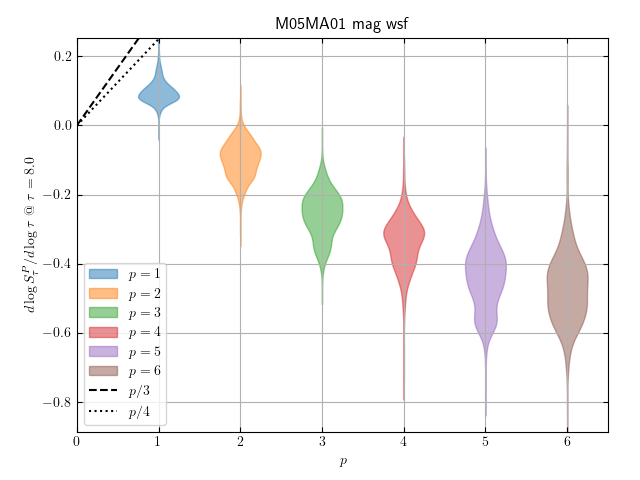 M05MA01 mag wsf
d log S_τ^P / d log τ @ τ = 8.0
0.2
0.0
−0.2
−0.4
−0.6
−0.8
p = 1
p = 2
p = 3
p = 4
p = 5
p = 6
p/3
p/4
0 1 2 3 4 5 6
p